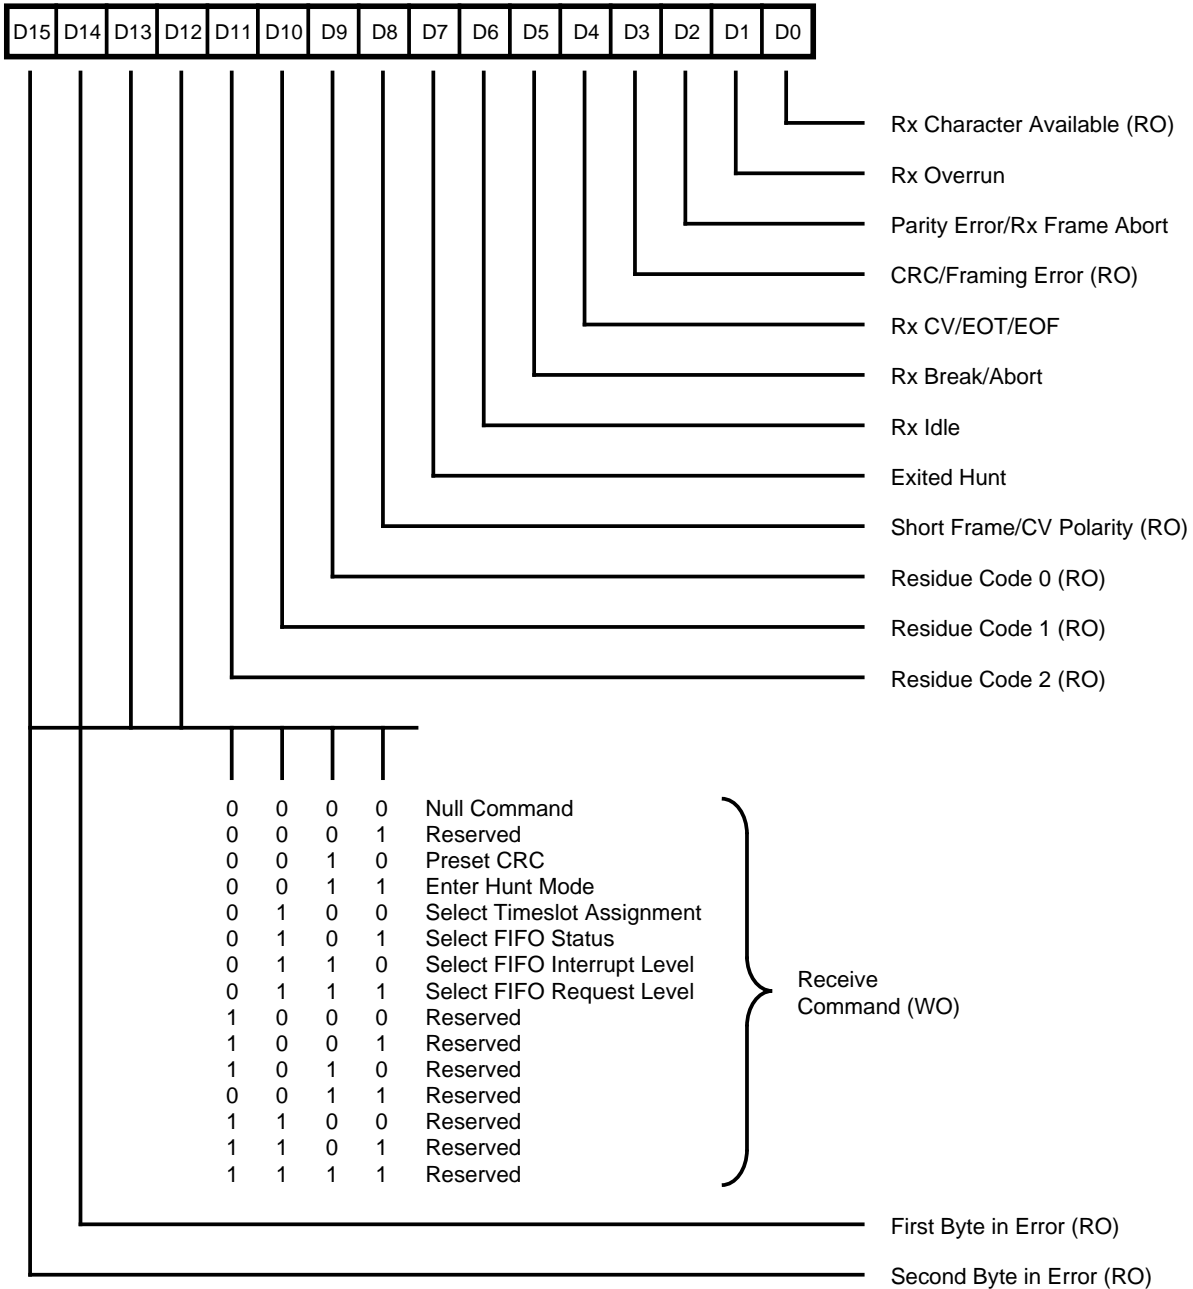 D15 D14 D13 D12 D11 D10 D9 D8 D7 D6 D5 D4 D3 D2 D1 D0
Rx Character Available (RO)
Rx Overrun
Parity Error/Rx Frame Abort
CRC/Framing Error (RO)
Rx CV/EOT/EOF
Rx Break/Abort
Rx Idle
Exited Hunt
Short Frame/CV Polarity (RO)
Residue Code 0 (RO)
Residue Code 1 (RO)
Residue Code 2 (RO)
0 0 0 0 Null Command
0 0 0 1 Reserved
0 0 1 0 Preset CRC
0 0 1 1 Enter Hunt Mode
0 1 0 0 Select Timeslot Assignment
0 1 0 1 Select FIFO Status
0 1 1 0 Select FIFO Interrupt Level
0 1 1 1 Select FIFO Request Level
1 0 0 0 Reserved
1 0 0 1 Reserved
1 0 1 0 Reserved
0 0 1 1 Reserved
1 1 0 0 Reserved
1 1 0 1 Reserved
1 1 1 1 Reserved
Receive
Command (WO)
First Byte in Error (RO)
Second Byte in Error (RO)